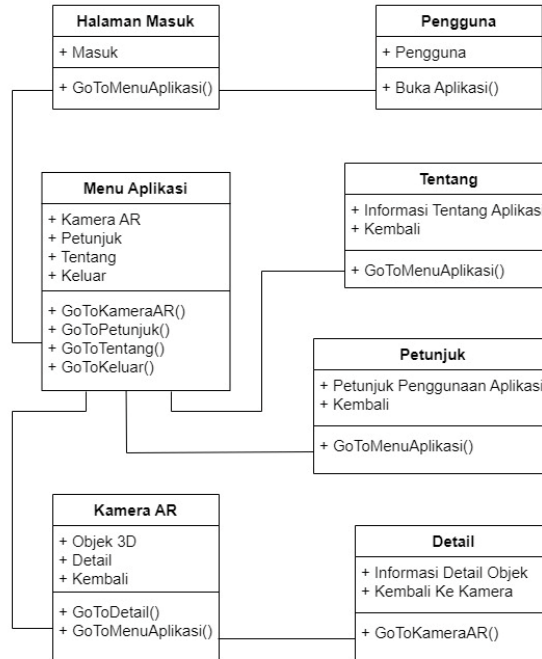 Halaman Masuk
+ Masuk
+ GoToMenuAplikasi()
Pengguna
+ Pengguna
+ Buka Aplikasi()
Menu Aplikasi
+ Kamera AR
+ Petunjuk
+ Tentang
+ Keluar
+ GoToKameraAR()
+ GoToPetunjuk()
+ GoToTentang()
+ GoToKeluar()
Tentang
+ Informasi Tentang Aplikasi
+ Kembali
+ GoToMenuAplikasi()
Petunjuk
+ Petunjuk Penggunaan Aplikasi
+ Kembali
+ GoToMenuAplikasi()
Kamera AR
+ Objek 3D
+ Detail
+ Kembali
+ GoToDetail()
+ GoToMenuAplikasi()
Detail
+ Informasi Detail Objek
+ Kembali Ke Kamera
+ GoToKameraAR()